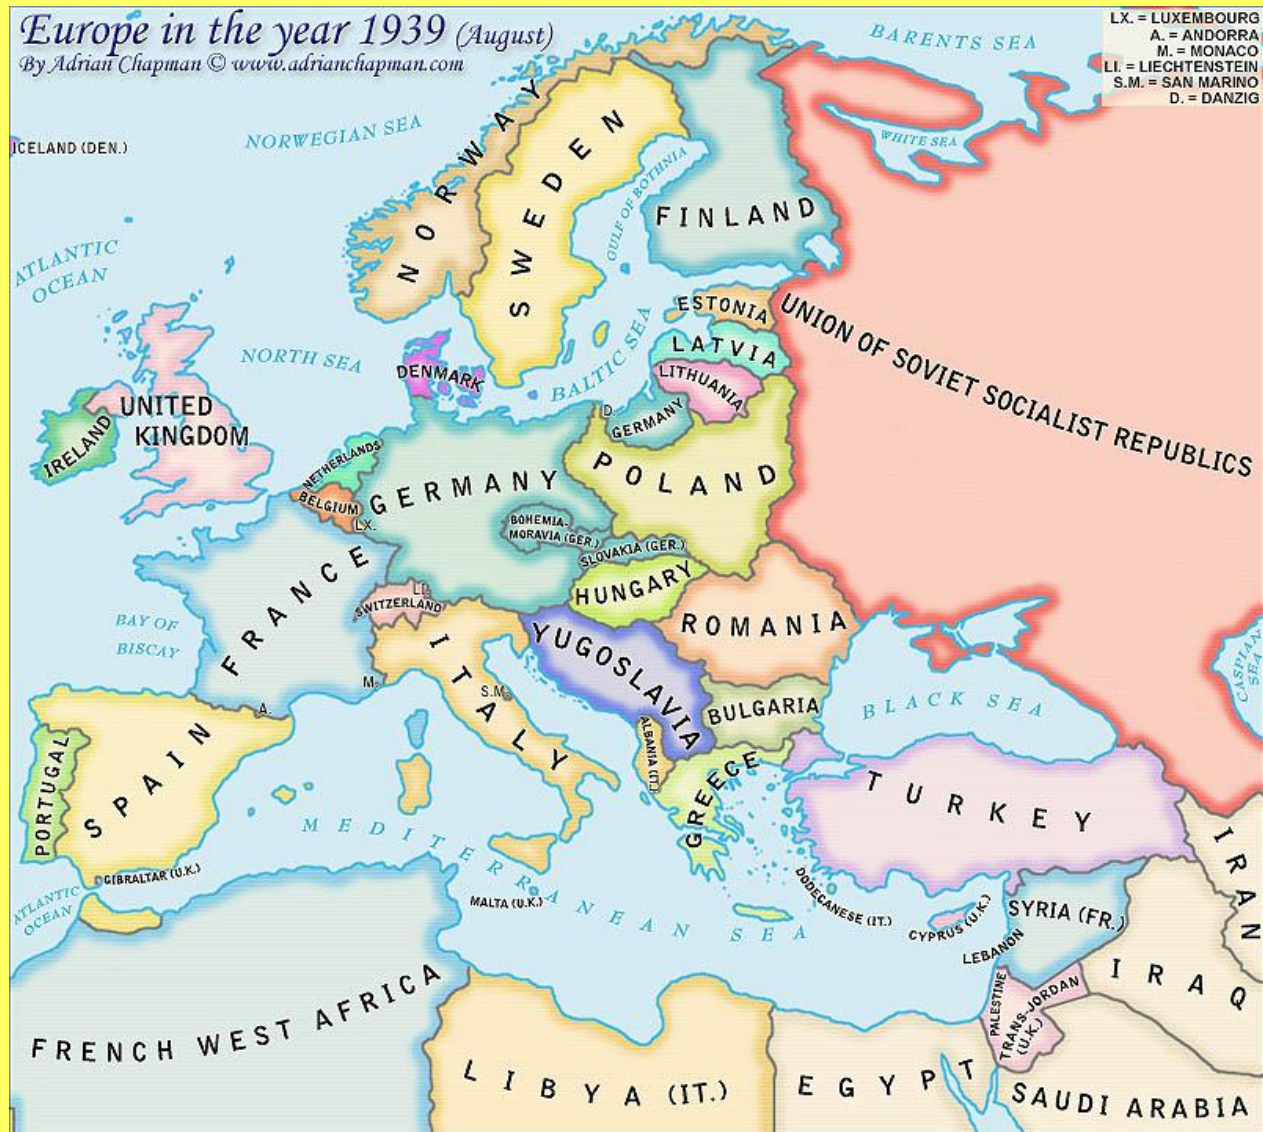 Europe in the year 1939 (August)
By Adrian Chapman © www.adrianchapman.com
LX. = LUXEMBOURG
A. = ANDORRA
M. = MONACO
LI. = LIECHTENSTEIN
S.M. = SAN MARINO
D. = DANZIG
BARENTS SEA
WHITE SEA
NORWEGIAN SEA
ICELAND (DEN.)
NORWAY
SWEDEN
FINLAND
GULF OF BOTHNIA
ATLANTIC
OCEAN
NORTH SEA
BALTIC SEA
ESTONIA
LATVIA
LITHUANIA
UNION OF SOVIET SOCIALIST REPUBLICS
DENMARK
UNITED
KINGDOM
IRELAND
NETHERLANDS
BELGIUM
LX.
GERMANY
D.
GERMANY
POLAND
BOHEMIA-
MORAVIA (GER.)
SLOVAKIA (GER.)
FRANCE
LI.
SWITZERLAND
HUNGARY
ROMANIA
BAY OF
BISCAY
ITALY
YUGOSLAVIA
M.
S.M.
A.
BULGARIA
BLACK SEA
CASPIAN
SEA
ALBANIA (IT.)
GREECE
TURKEY
PORTUGAL
SPAIN
GIBRALTAR (U.K.)
ATLANTIC
OCEAN
MEDITERRANEAN SEA
MALTA (U.K.)
DODECANESE (IT.)
CYPRUS (U.K.)
SYRIA (FR.)
LEBANON
IRAN
IRAQ
PALESTINE
TRANS-JORDAN
(U.K.)
FRENCH WEST AFRICA
LIBYA (IT.)
EGYPT
SAUDI ARABIA